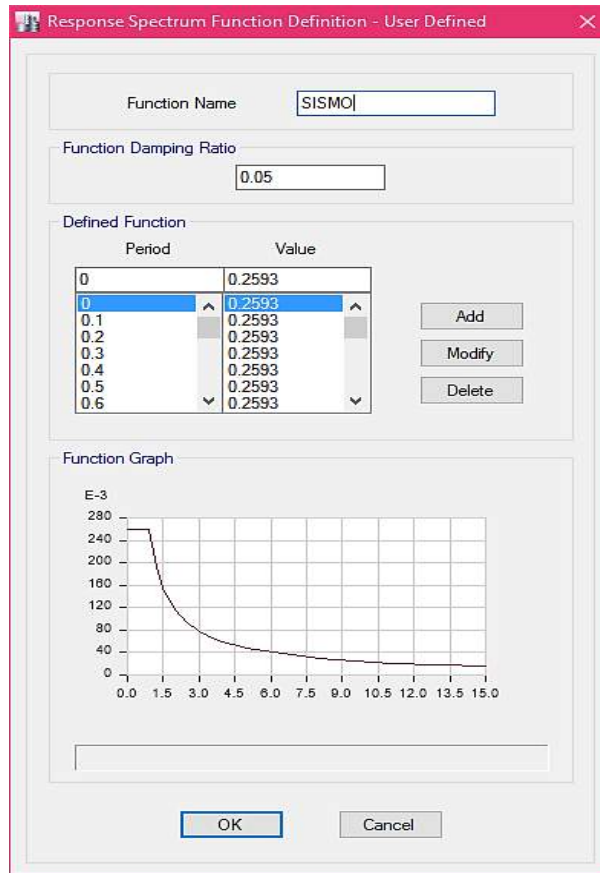 Response Spectrum Function Definition - User Defined
Function Name SISMO
Function Damping Ratio
0.05
Defined Function
Period Value
0 0.2593
0 0.2593
0.1 0.2593
0.2 0.2593
0.3 0.2593
0.4 0.2593
0.5 0.2593
0.6 0.2593
Add
Modify
Delete
Function Graph
E-3
280
240
200
160
120
80
40
0
0.0 1.5 3.0 4.5 6.0 7.5 9.0 10.5 12.0 13.5 15.0
OK Cancel